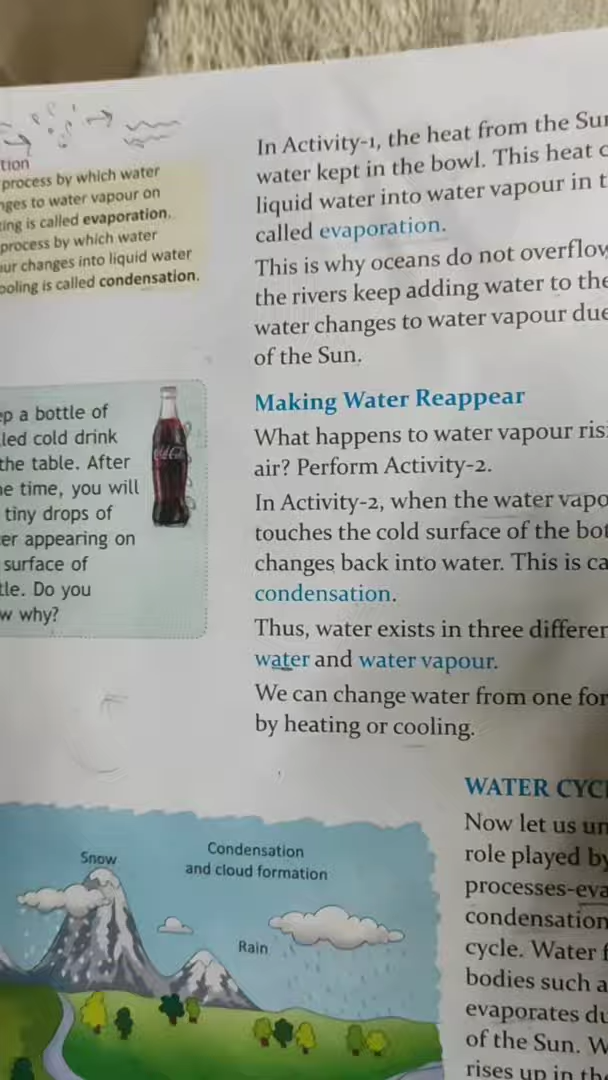 tion
process by which water
nges to water vapour on
ing is called evaporation.
process by which water
ur changes into liquid water
ooling is called condensation.
ep a bottle of
led cold drink
the table. After
e time, you will
tiny drops of
er appearing on
surface of
tle. Do you
w why?
Coca-Cola
In Activity-1, the heat from the Sun
water kept in the bowl. This heat c
liquid water into water vapour in t
called evaporation.
This is why oceans do not overflow
the rivers keep adding water to the
water changes to water vapour due
of the Sun.
Making Water Reappear
What happens to water vapour risi
air? Perform Activity-2.
In Activity-2, when the water vapo
touches the cold surface of the bot
changes back into water. This is ca
condensation.
Thus, water exists in three differen
water and water vapour.
We can change water from one for
by heating or cooling.
Snow
Condensation
and cloud formation
Rain
WATER CYC
Now let us un
role played by
processes-eva
condensation
cycle. Water f
bodies such a
evaporates du
of the Sun. W
rises up in the